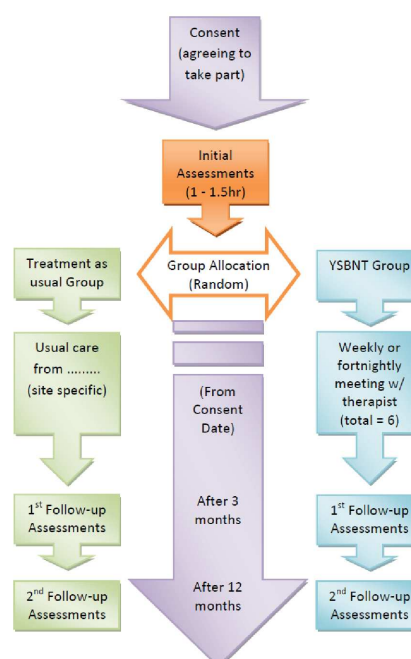 Consent
(agreeing to
take part)
Initial
Assessments
(1 - 1.5hr)
Group Allocation
(Random)
Treatment as
usual Group
YSBNT Group
Usual care
from .........
(site specific)
Weekly or
fortnightly
meeting w/
therapist
(total = 6)
(From
Consent
Date)
After 3
months
1st Follow-up
Assessments
1st Follow-up
Assessments
After 12
months
2nd Follow-up
Assessments
2nd Follow-up
Assessments